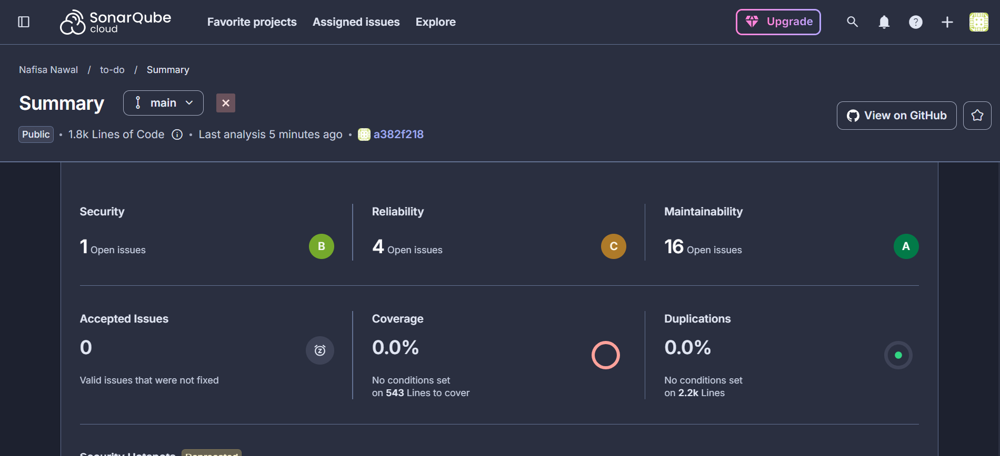 SonarQube cloud
Favorite projects
Assigned issues
Explore
Upgrade
Nafisa Nawal / to-do / Summary
Summary
main
View on GitHub
Public • 1.8k Lines of Code • Last analysis 5 minutes ago • a382f218
Security
1 Open issues
B
Reliability
4 Open issues
C
Maintainability
16 Open issues
A
Accepted Issues
0
Valid issues that were not fixed
Coverage
0.0%
No conditions set
on 543 Lines to cover
Duplications
0.0%
No conditions set
on 2.2k Lines
Security Hotspots Deprecated